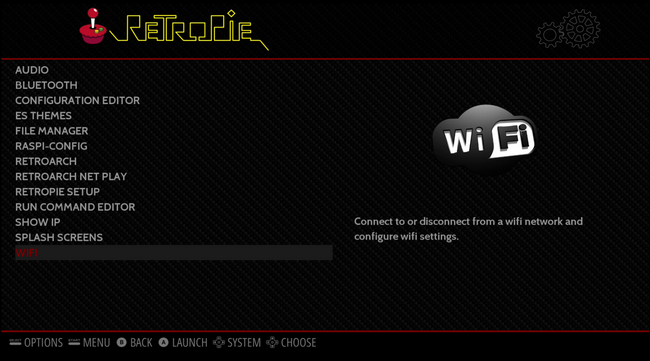 RETROPIE
AUDIO
BLUETOOTH
CONFIGURATION EDITOR
ES THEMES
FILE MANAGER
RASPI-CONFIG
RETROARCH
RETROARCH NET PLAY
RETROPIE SETUP
RUN COMMAND EDITOR
SHOW IP
SPLASH SCREENS
WIFI
Wi Fi
Connect to or disconnect from a wifi network and
configure wifi settings.
OPTIONS MENU B BACK A LAUNCH SYSTEM CHOOSE